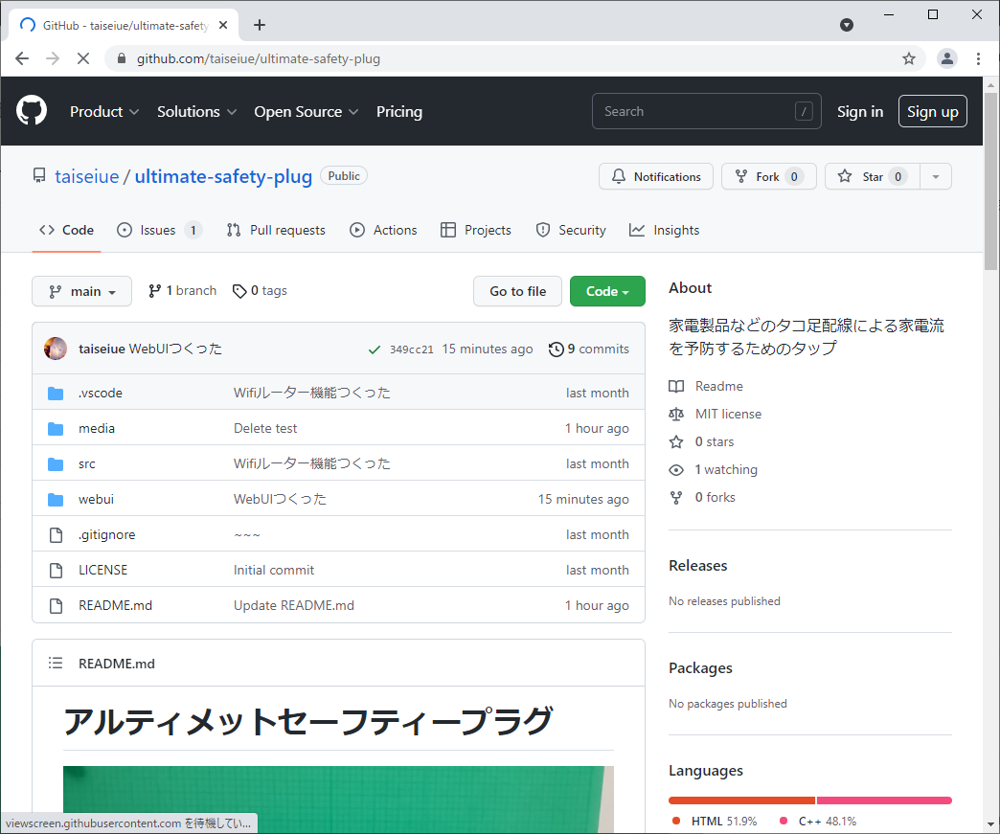 GitHub - taiseiue/ultimate-safety
github.com/taiseiue/ultimate-safety-plug
Product Solutions Open Source Pricing Search / Sign in Sign up
taiseiue / ultimate-safety-plug Public Notifications Fork 0 Star 0
Code Issues 1 Pull requests Actions Projects Security Insights
main 1 branch 0 tags Go to file Code
taiseiue WebUIつくった 349cc21 15 minutes ago 9 commits
.vscode Wifiルーター機能つくった last month
media Delete test 1 hour ago
src Wifiルーター機能つくった last month
webui WebUIつくった 15 minutes ago
.gitignore ~~~ last month
LICENSE Initial commit last month
README.md Update README.md 1 hour ago
README.md
アルティメットセーフティープラグ
About
家電製品などのタコ足配線による家電流
を予防するためのタップ
Readme
MIT license
0 stars
1 watching
0 forks
Releases
No releases published
Packages
No packages published
Languages
HTML 51.9% C++ 48.1%
viewscreen.githubusercontent.com を待機してい...